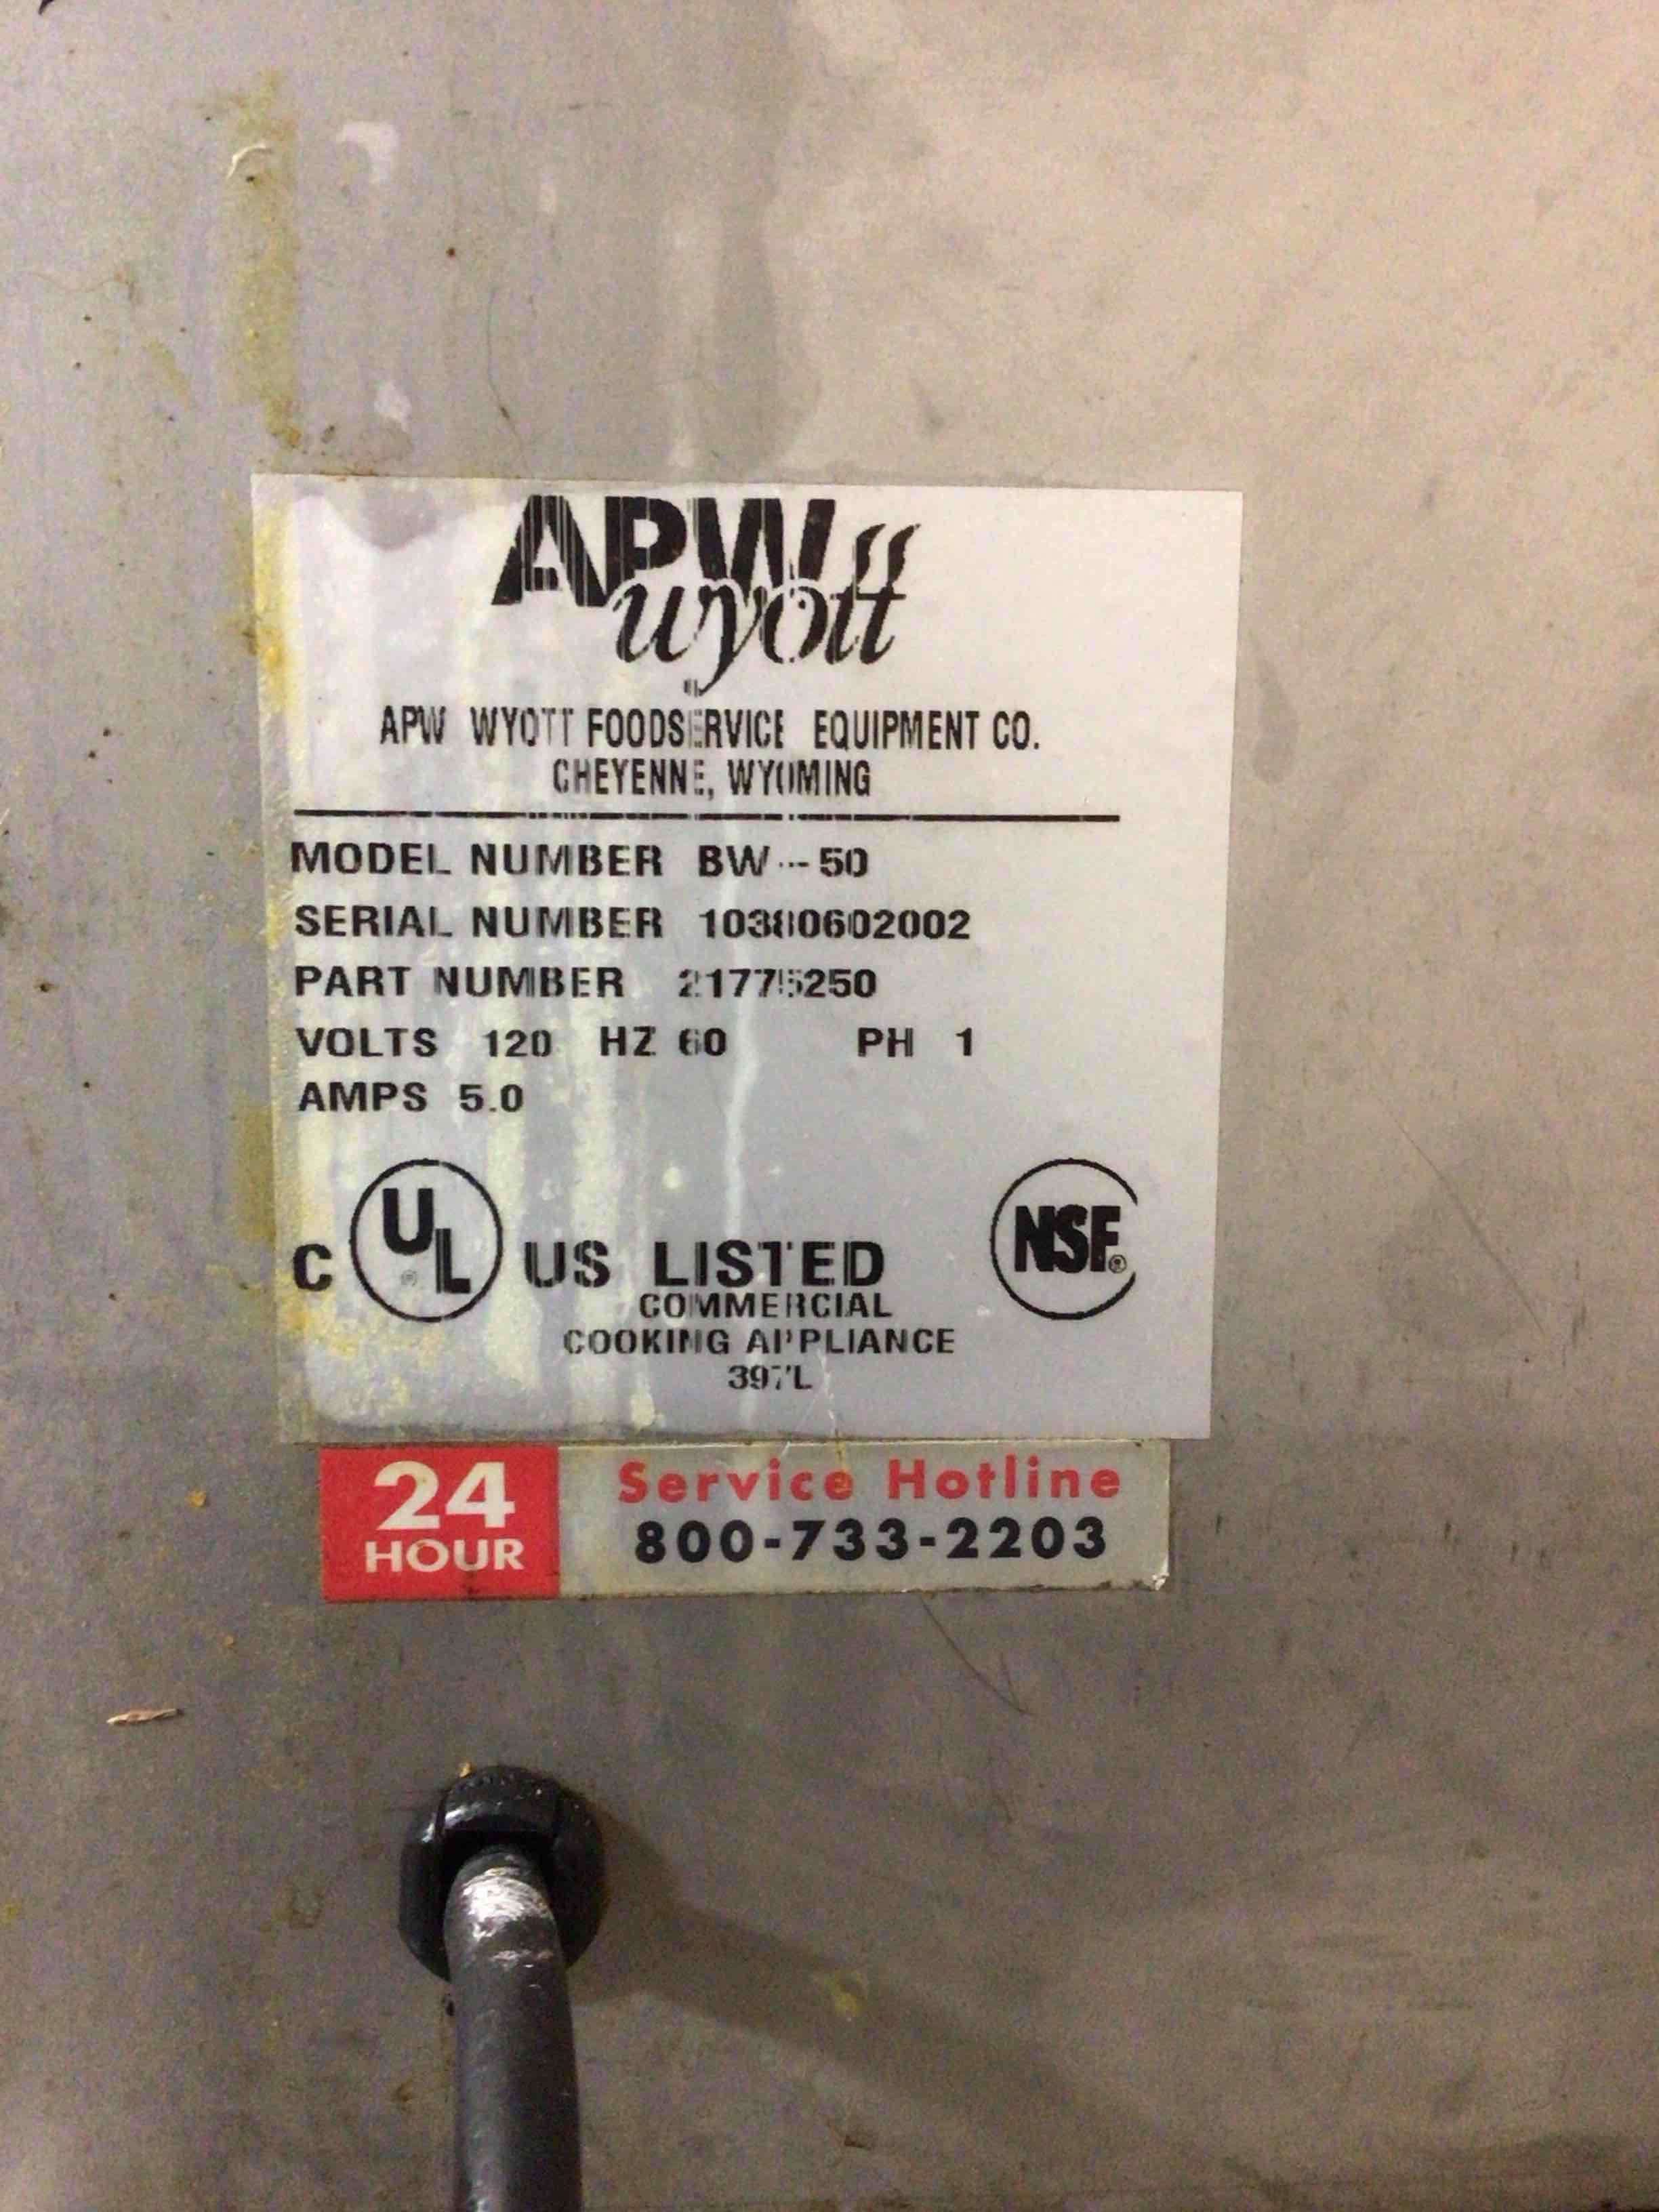 APW
wyott
APW WYOTT FOODSERVICE EQUIPMENT CO.
CHEYENNE, WYOMING
MODEL NUMBER BW-50
SERIAL NUMBER 10380602002
PART NUMBER 21775250
VOLTS 120 HZ 60 PH 1
AMPS 5.0
C UL US LISTED
NSF®
COMMERCIAL
COOKING APPLIANCE
397L
24 HOUR
Service Hotline
800-733-2203